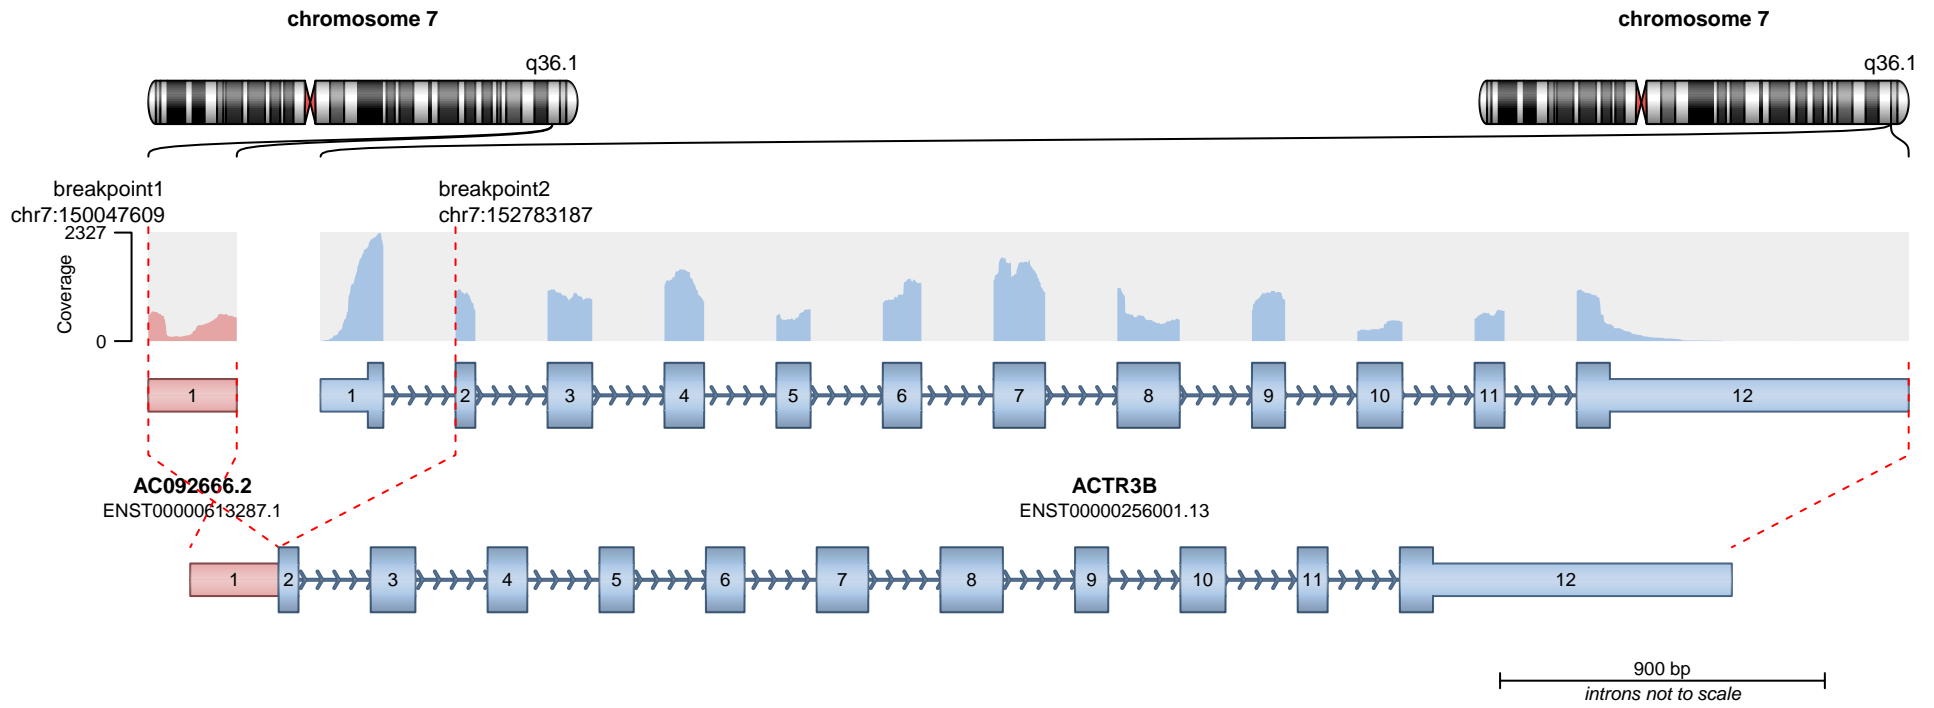 chromosome 7
chromosome 7
q36.1
q36.1
breakpoint1
chr7:150047609
breakpoint2
chr7:152783187
2327
Coverage
0
1
1
2
3
4
5
6
7
8
9
10
11
12
AC092666.2
ENST00000613287.1
ACTR3B
ENST00000256001.13
1
2
3
4
5
6
7
8
9
10
11
12
900 bp
introns not to scale